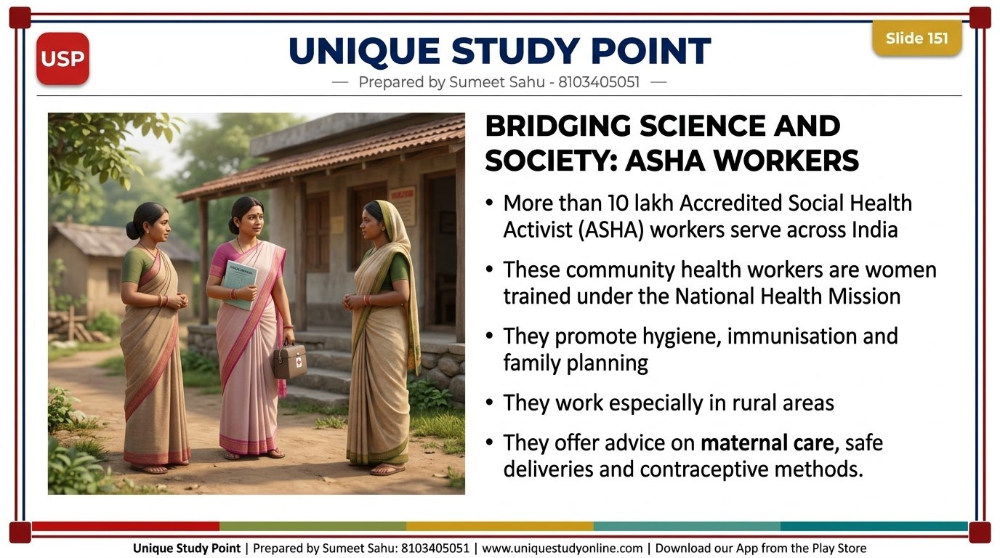 USP
UNIQUE STUDY POINT
Slide 151
— Prepared by Sumeet Sahu - 8103405051 —
BRIDGING SCIENCE AND
SOCIETY: ASHA WORKERS
• More than 10 lakh Accredited Social Health
Activist (ASHA) workers serve across India
• These community health workers are women
trained under the National Health Mission
• They promote hygiene, immunisation and
family planning
• They work especially in rural areas
• They offer advice on maternal care, safe
deliveries and contraceptive methods.
Unique Study Point | Prepared by Sumeet Sahu: 8103405051 | www.uniquestudyonline.com | Download our App from the Play Store